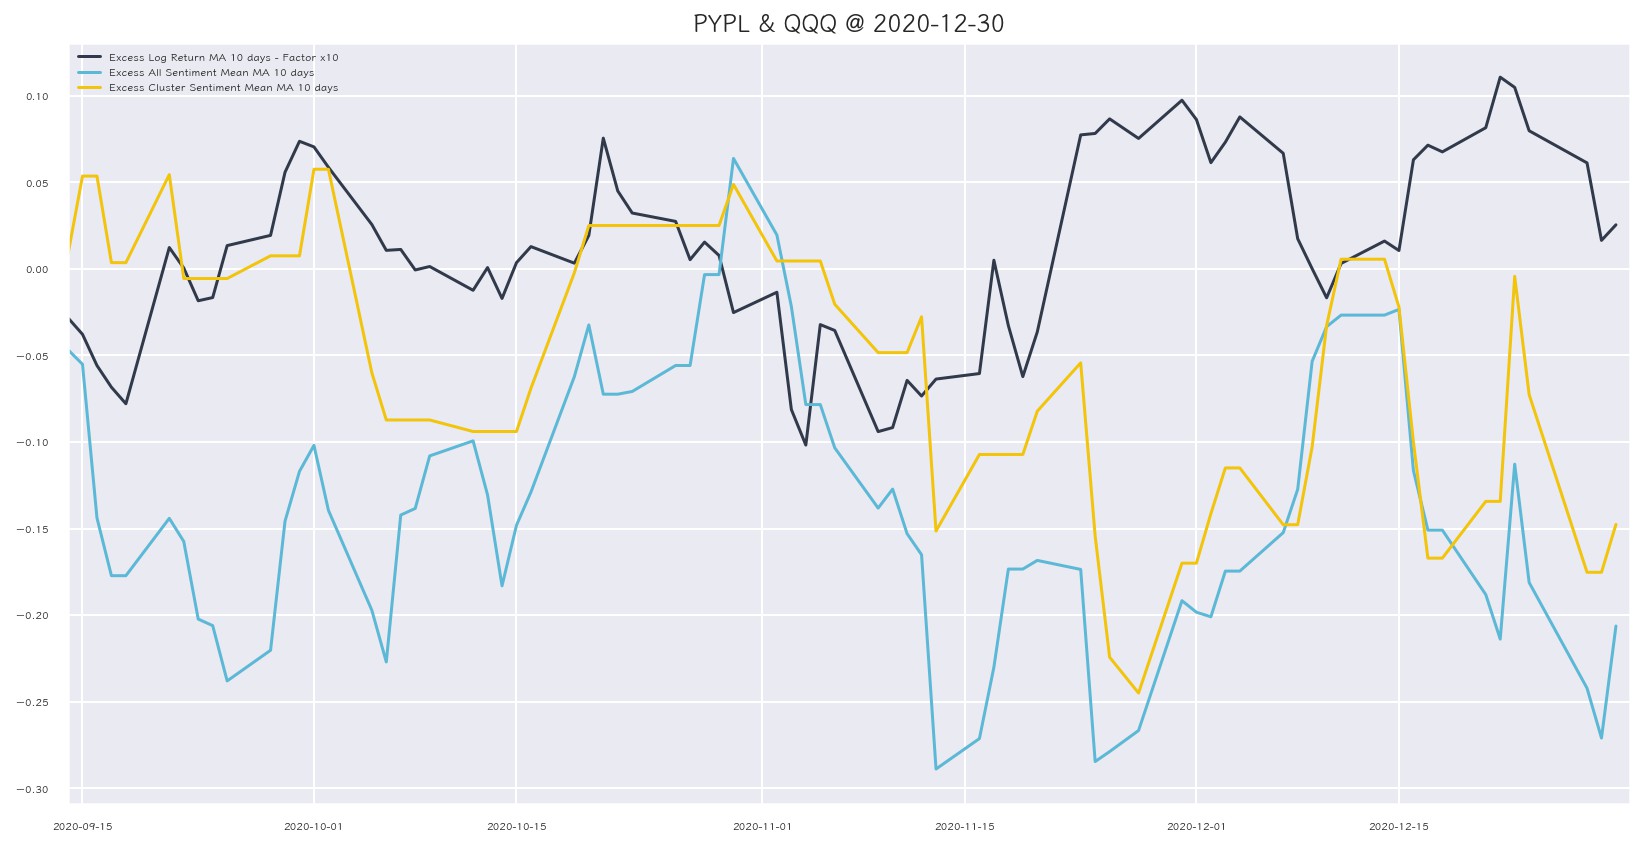 PYPL & QQQ @ 2020-12-30
Excess Log Return MA 10 days - Factor x10
Excess All Sentiment Mean MA 10 days
Excess Cluster Sentiment Mean MA 10 days
0.10
0.05
0.00
−0.05
−0.10
−0.15
−0.20
−0.25
−0.30
2020-09-15 2020-10-01 2020-10-15 2020-11-01 2020-11-15 2020-12-01 2020-12-15